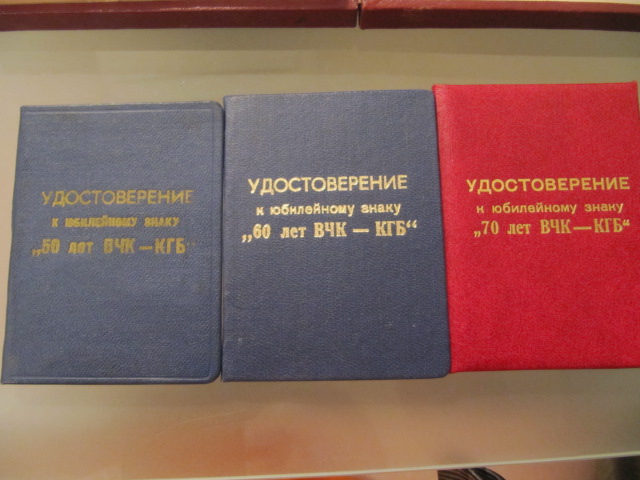 УДОСТОВЕРЕНИЕ
к юбилейному знаку
„50 лет ВЧК — КГБ“
УДОСТОВЕРЕНИЕ
к юбилейному знаку
„60 лет ВЧК — КГБ“
УДОСТОВЕРЕНИЕ
к юбилейному знаку
„70 лет ВЧК — КГБ“